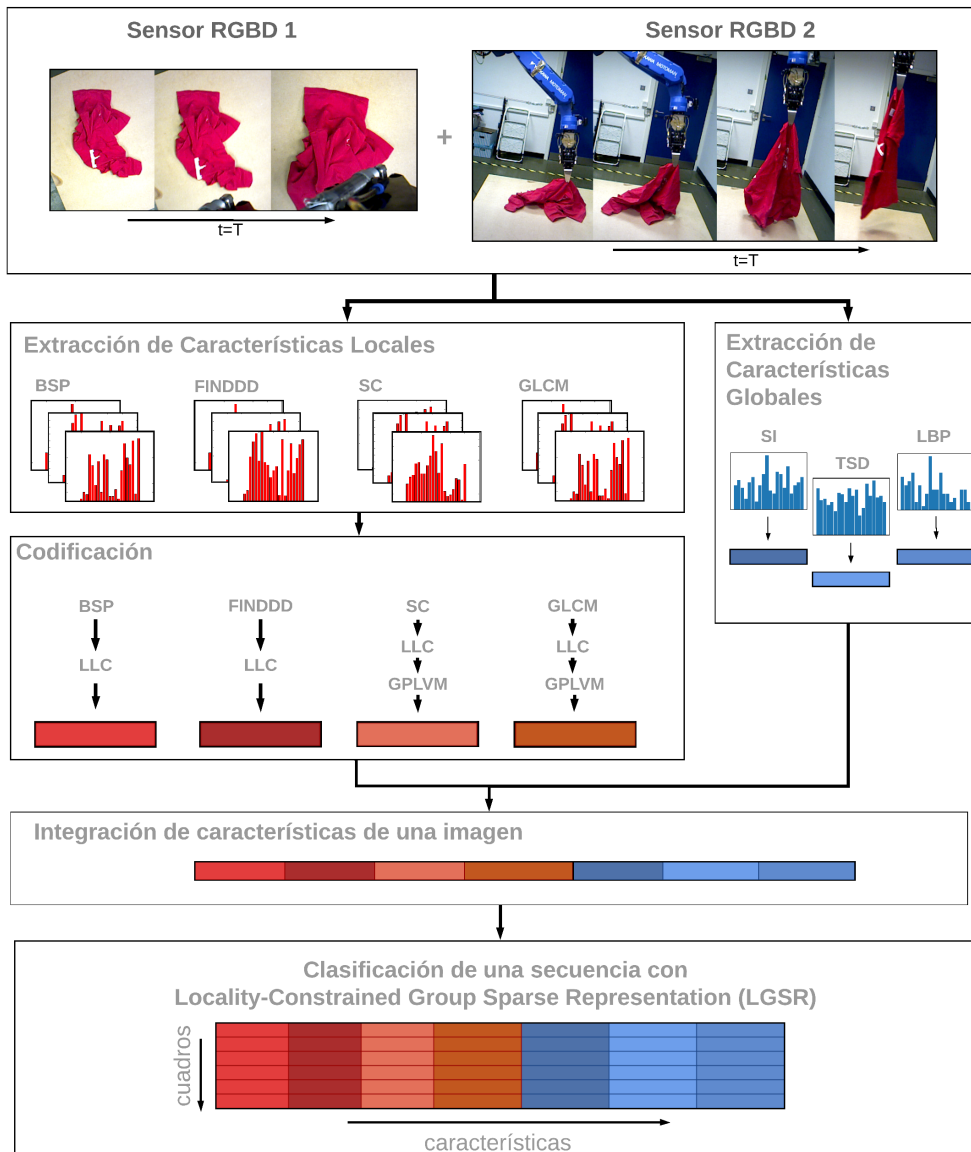 Sensor RGBD 1
Sensor RGBD 2
+
t=T
t=T
Extracción de Características Locales
BSP
FINDDD
SC
GLCM
Extracción de
Características
Globales
SI
TSD
LBP
Codificación
BSP
FINDDD
SC
GLCM
LLC
LLC
LLC
LLC
GPLVM
GPLVM
Integración de características de una imagen
Clasificación de una secuencia con
Locality-Constrained Group Sparse Representation (LGSR)
cuadros
características